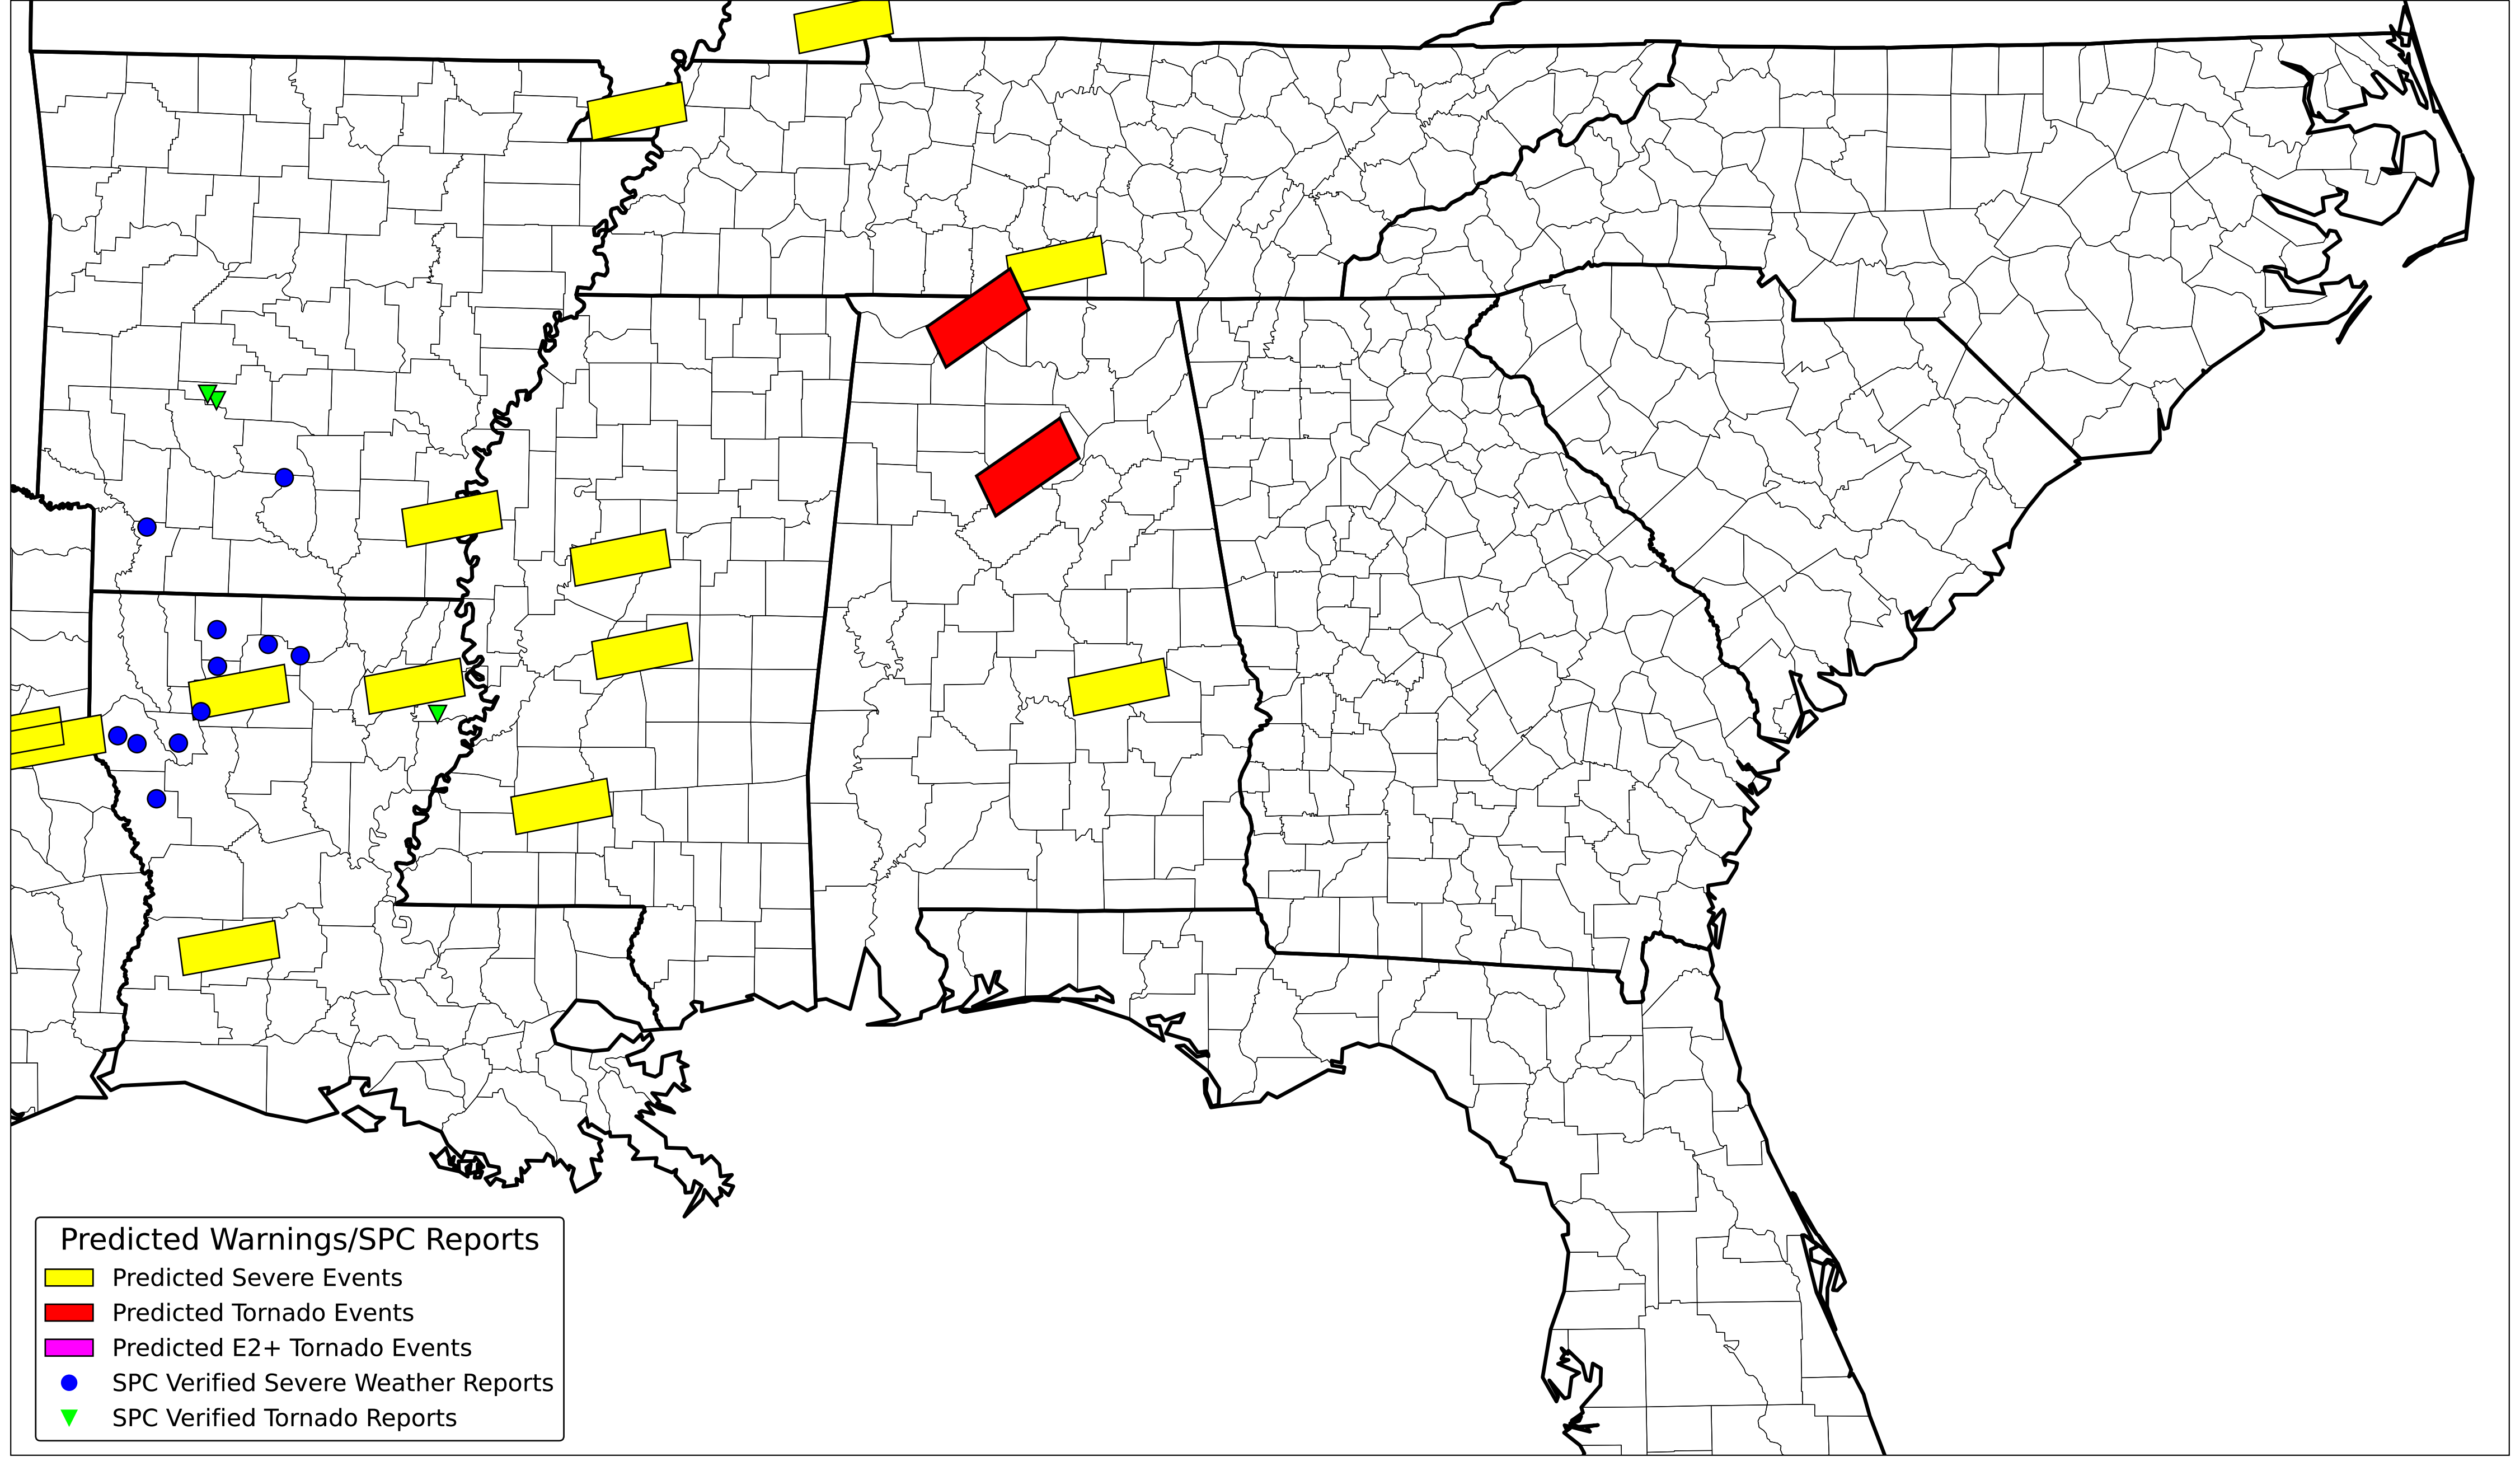 Predicted Warnings/SPC Reports
Predicted Severe Events
Predicted Tornado Events
Predicted E2+ Tornado Events
SPC Verified Severe Weather Reports
SPC Verified Tornado Reports